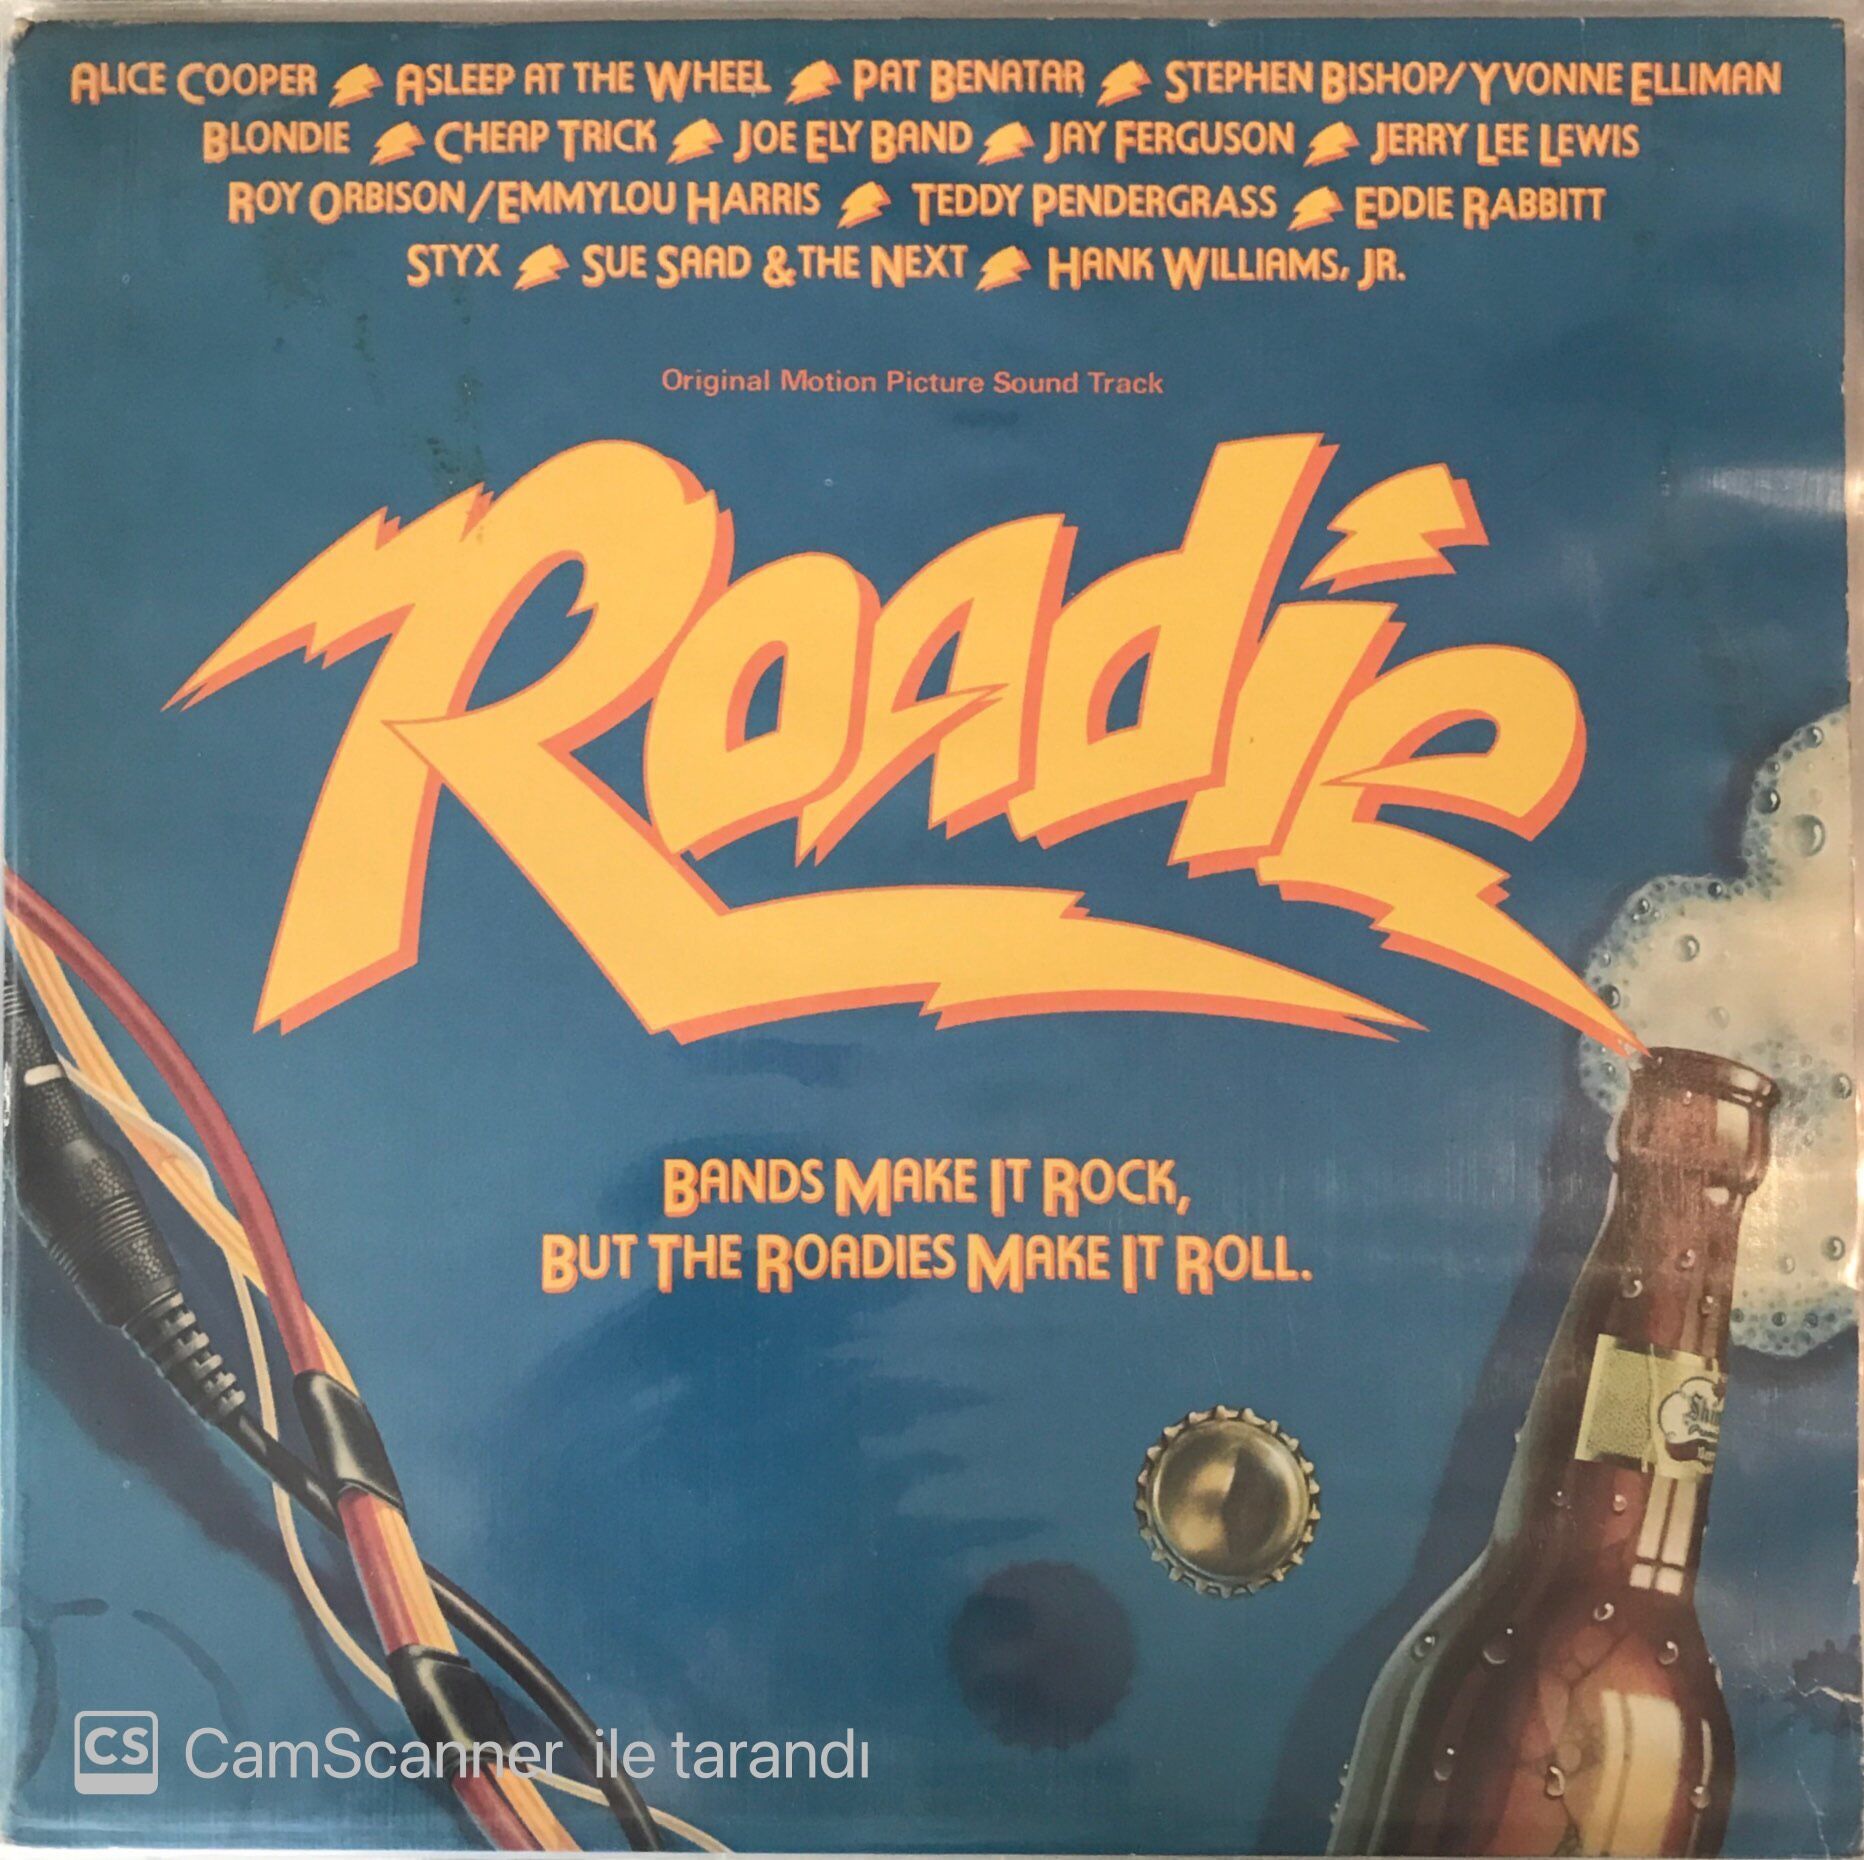 ALICE COOPER ASLEEP AT THE WHEEL PAT BENATAR STEPHEN BISHOP/YVONNE ELLIMAN
BLONDIE CHEAP TRICK JOE ELY BAND JAY FERGUSON JERRY LEE LEWIS
ROY ORBISON/EMMYLOU HARRIS TEDDY PENDERGRASS EDDIE RABBITT
STYX SUE SAAD & THE NEXT HANK WILLIAMS, JR.
Original Motion Picture Sound Track
Roadie
BANDS MAKE IT ROCK,
BUT THE ROADIES MAKE IT ROLL.
CS CamScanner ile tarandı